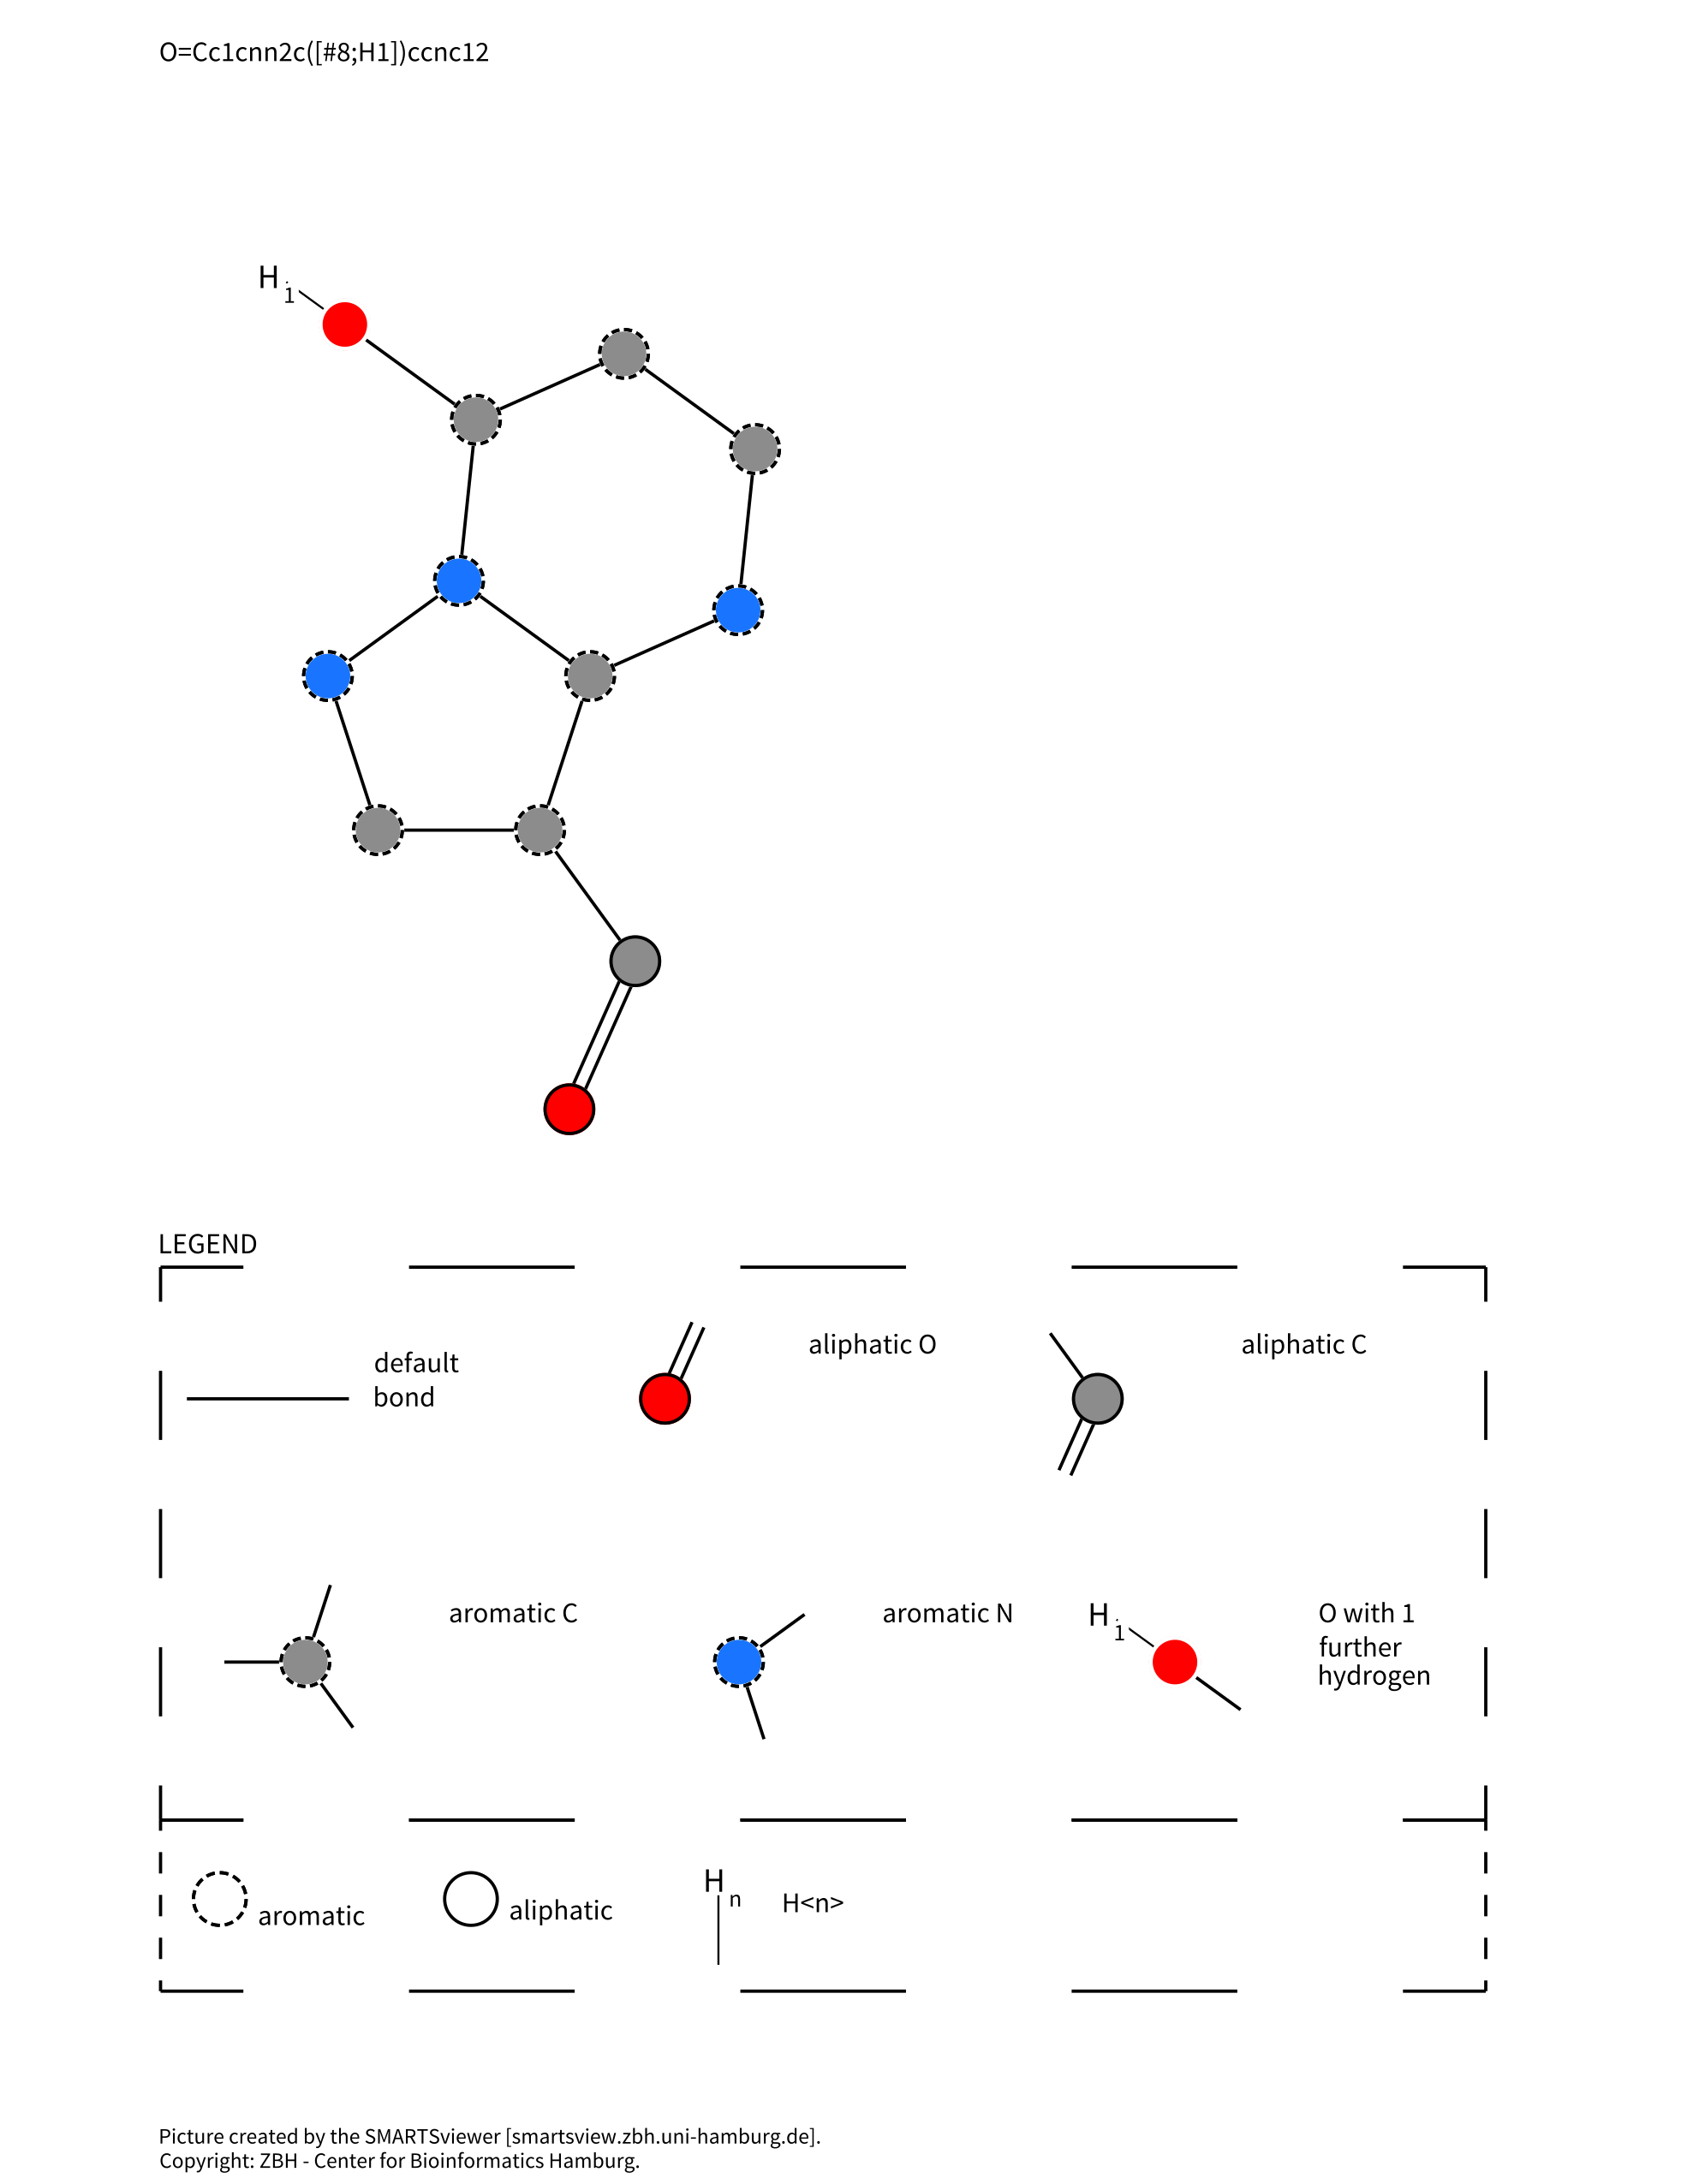 O=Cc1cnn2c([#8;H1])ccnc12
H
1
LEGEND
default
bond
aliphatic O
aliphatic C
aromatic C
aromatic N
H
1
O with 1
further
hydrogen
aromatic
aliphatic
H
n
H<n>
Picture created by the SMARTSviewer [smartsview.zbh.uni-hamburg.de].
Copyright: ZBH - Center for Bioinformatics Hamburg.